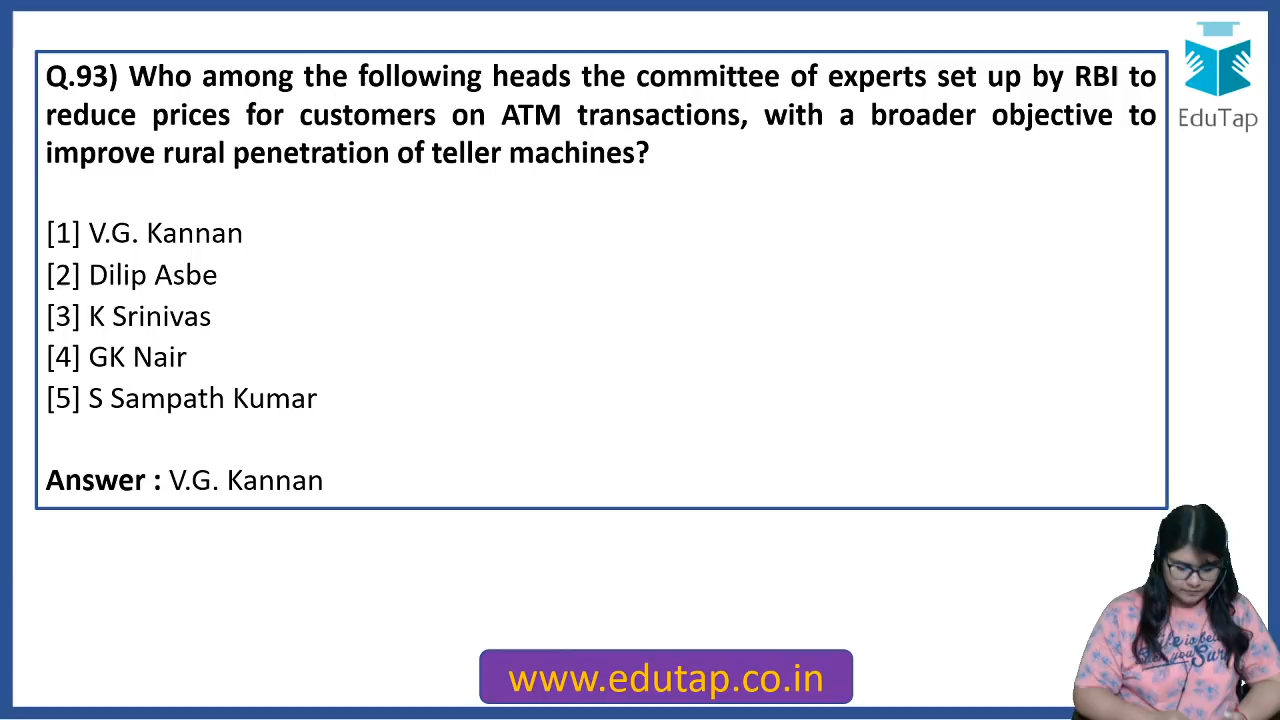 Q.93) Who among the following heads the committee of experts set up by RBI to
reduce prices for customers on ATM transactions, with a broader objective to
improve rural penetration of teller machines?
[1] V.G. Kannan
[2] Dilip Asbe
[3] K Srinivas
[4] GK Nair
[5] S Sampath Kumar
Answer : V.G. Kannan
EduTap
www.edutap.co.in